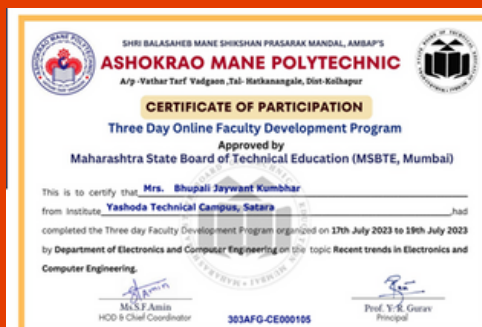 SHRI BALASAHEB MANE SHIKSHAN PRASARAK MANDAL, AMBAP'S
ASHOKRAO MANE POLYTECHNIC
A/p -Vathar Tarf Vadgaon ,Tal- Hatkanangale, Dist-Kolhapur
CERTIFICATE OF PARTICIPATION
Three Day Online Faculty Development Program
Approved by
Maharashtra State Board of Technical Education (MSBTE, Mumbai)
This is to certify that Mrs. Bhupali Jaywant Kumbhar
from Institute Yashoda Technical Campus, Satara ,had
completed the Three day Faculty Development Program organized on 17th July 2023 to 19th July 2023
by Department of Electronics and Computer Engineering on the topic Recent trends in Electronics and
Computer Engineering.
Ms.S.F.Amin
HOD & Chief Coordinator
303AFG-CE000105
Prof. Y. R. Gurav
Principal